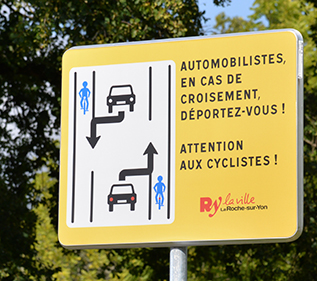 AUTOMOBILISTES,
EN CAS DE
CROISEMENT,
DÉPORTEZ-VOUS !
ATTENTION
AUX CYCLISTES !
Ry la ville
LA ROCHE-SUR-YON